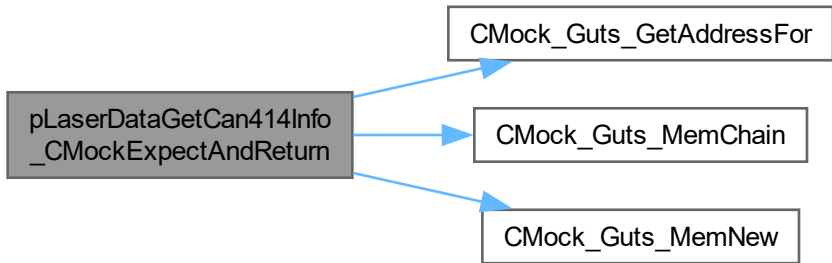 pLaserDataGetCan414Info
_CMockExpectAndReturn
CMock_Guts_GetAddressFor
CMock_Guts_MemChain
CMock_Guts_MemNew